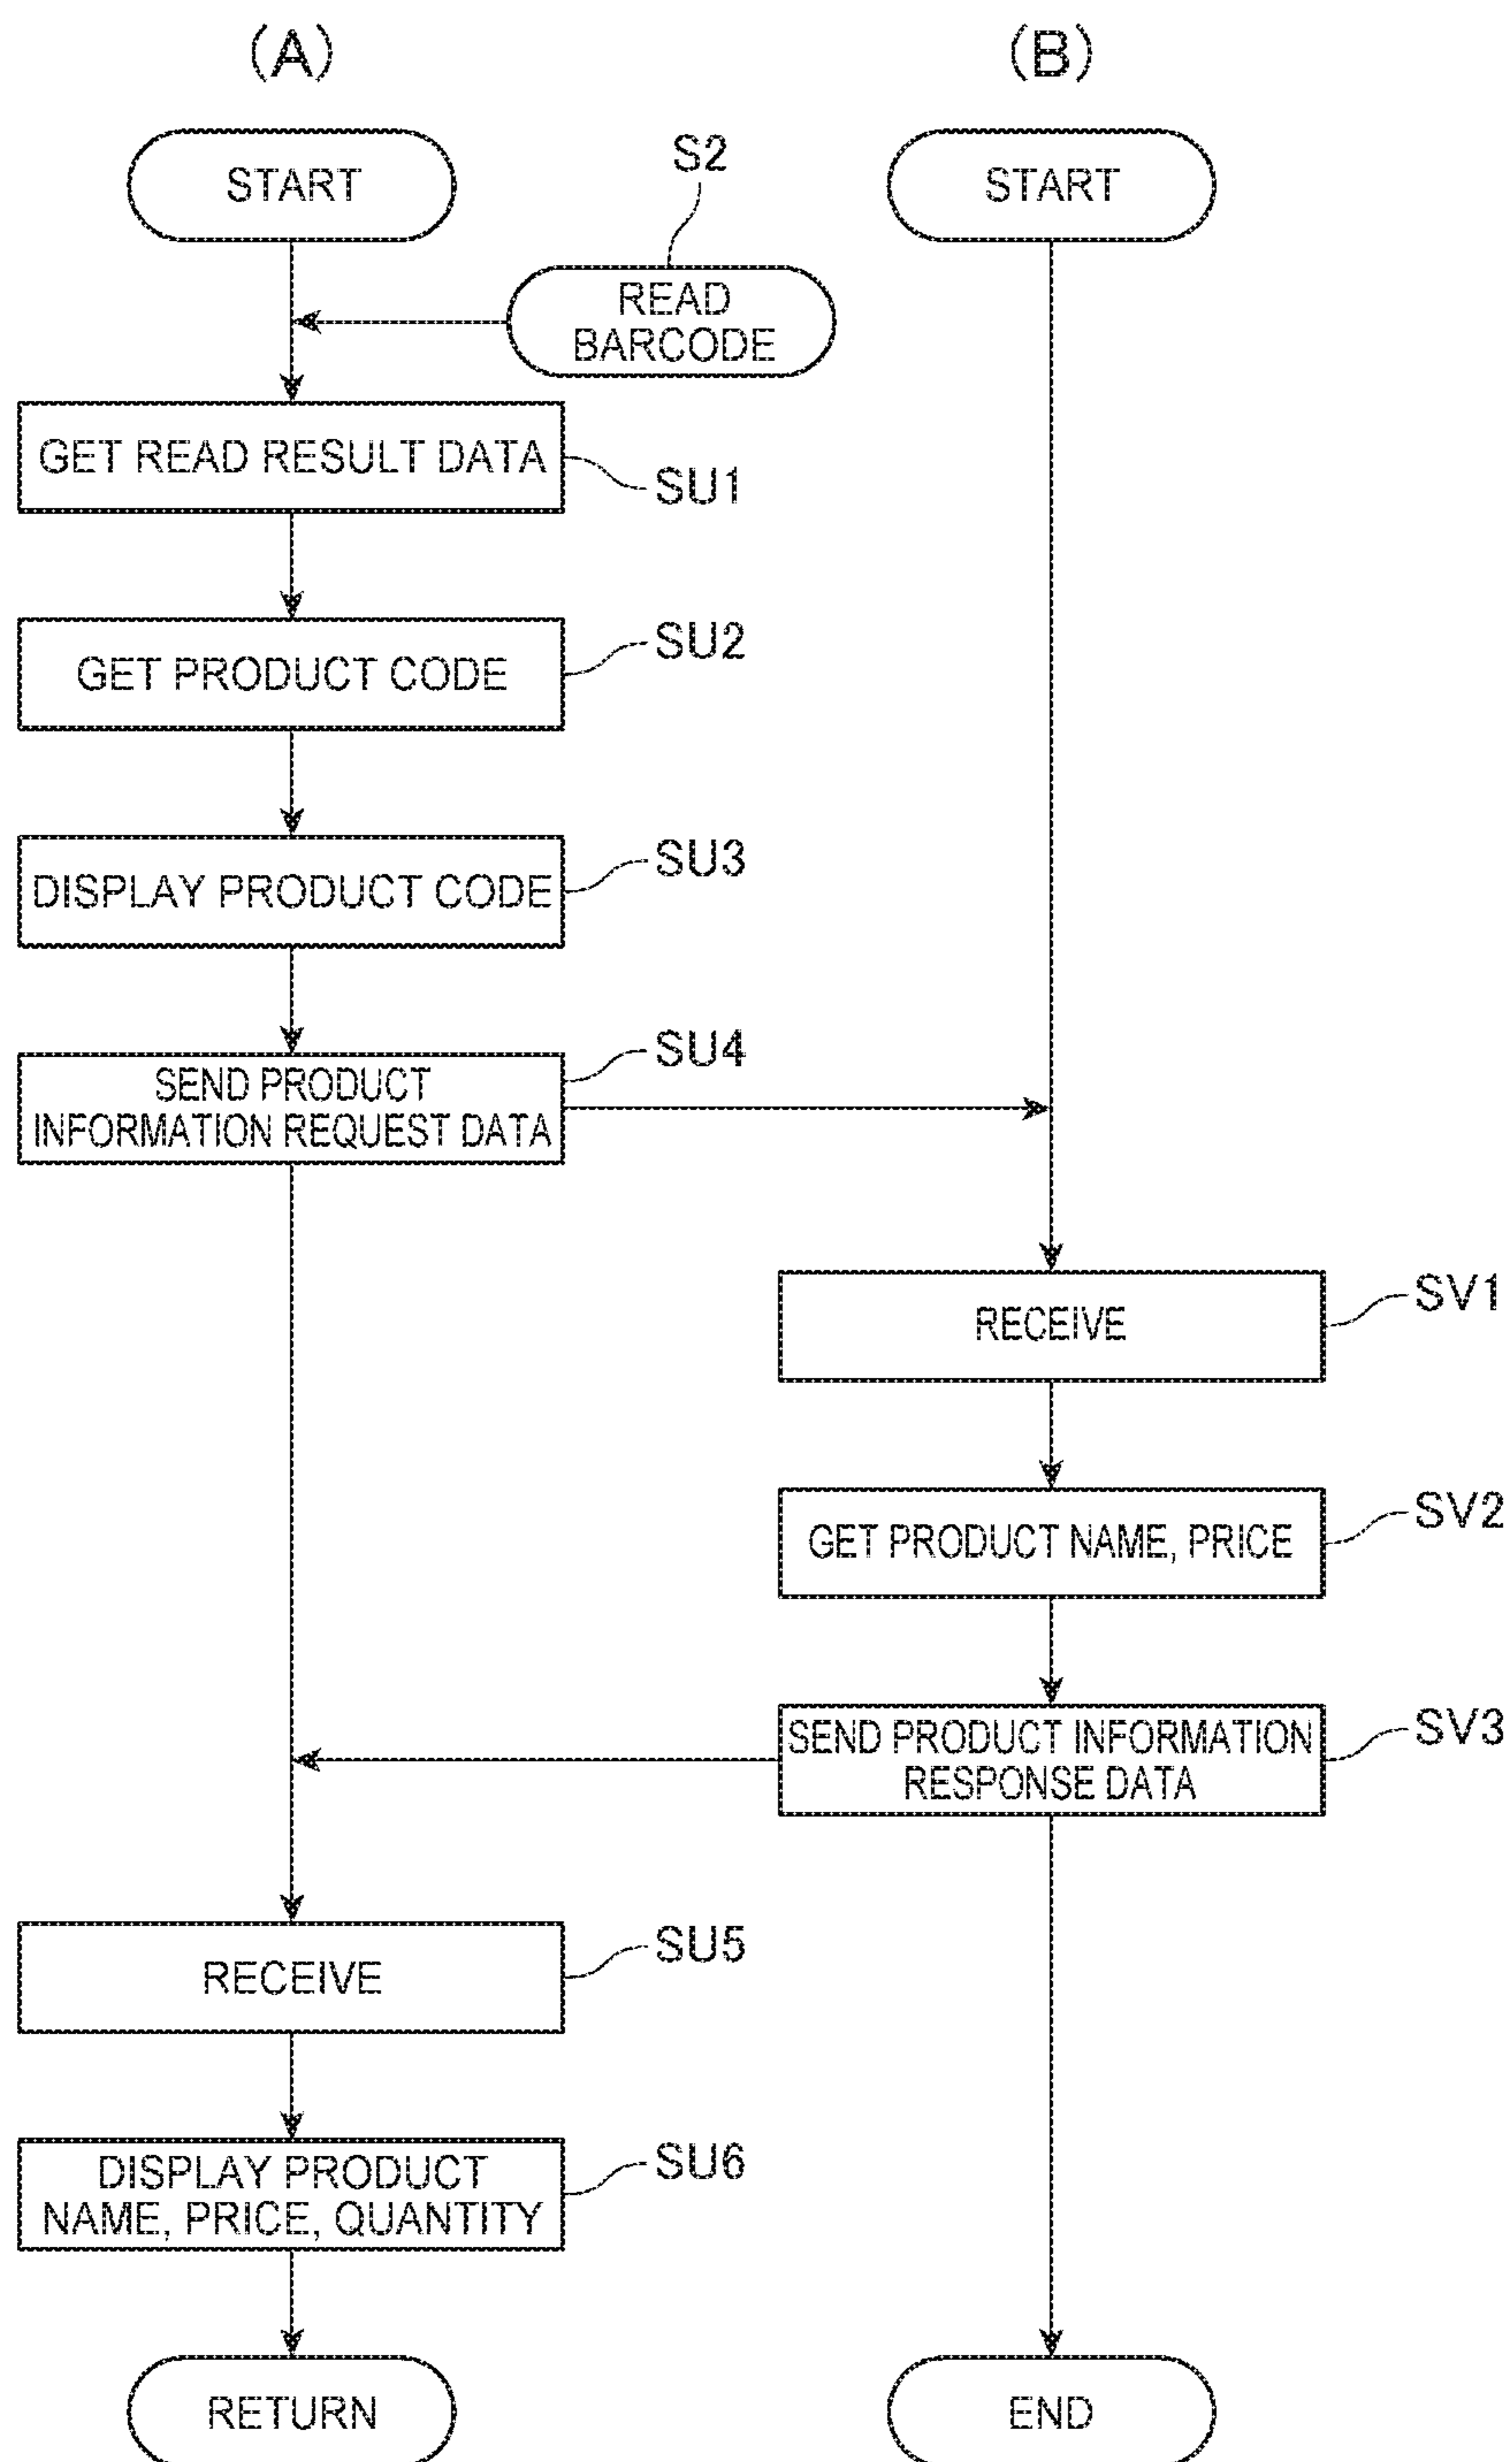 (A)
(B)
START
S2
START
READ
BARCODE
GET READ RESULT DATA
SU1
GET PRODUCT CODE
SU2
DISPLAY PRODUCT CODE
SU3
SEND PRODUCT
INFORMATION REQUEST DATA
SU4
RECEIVE
SV1
GET PRODUCT NAME, PRICE
SV2
SEND PRODUCT INFORMATION
RESPONSE DATA
SV3
RECEIVE
SU5
DISPLAY PRODUCT
NAME, PRICE, QUANTITY
SU6
RETURN
END